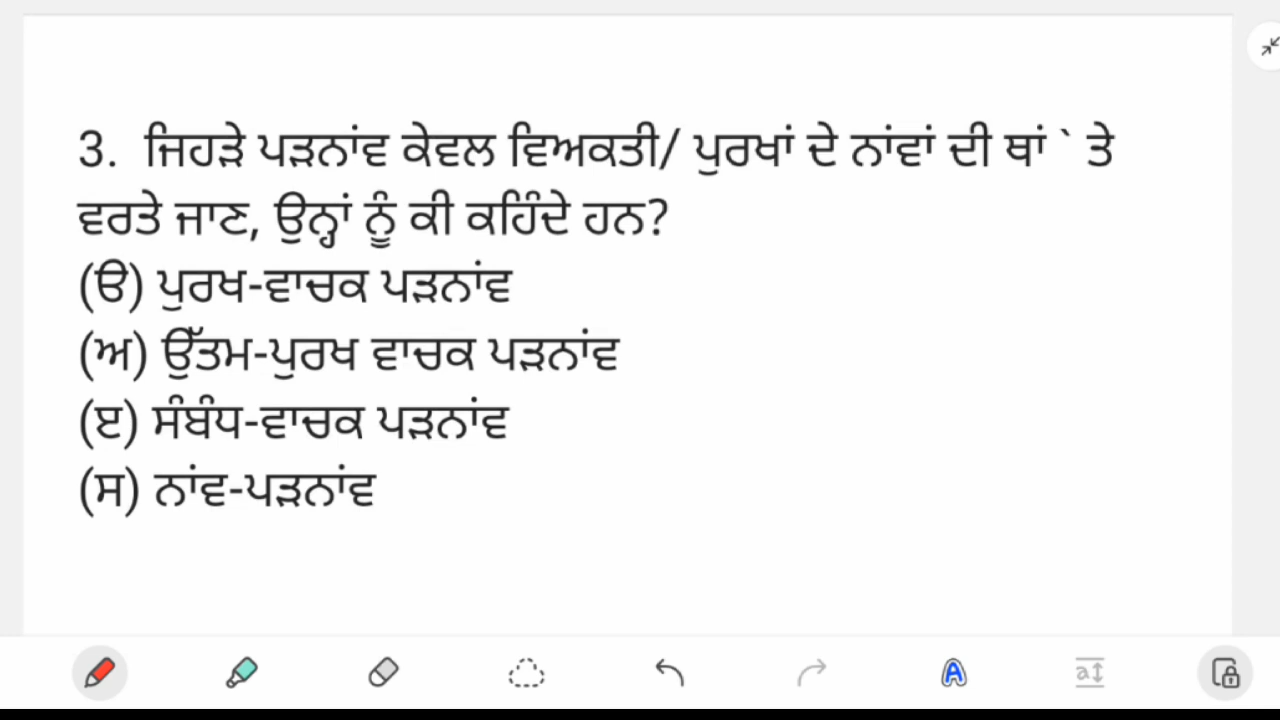 3. ਜਿਹੜੇ ਪੜਨਾਂਵ ਕੇਵਲ ਵਿਅਕਤੀ/ ਪੁਰਖਾਂ ਦੇ ਨਾਂਵਾਂ ਦੀ ਥਾਂ ` ਤੇ
ਵਰਤੇ ਜਾਣ, ਉਨ੍ਹਾਂ ਨੂੰ ਕੀ ਕਹਿੰਦੇ ਹਨ?
(ੳ) ਪੁਰਖ-ਵਾਚਕ ਪੜਨਾਂਵ
(ਅ) ਉੱਤਮ-ਪੁਰਖ ਵਾਚਕ ਪੜਨਾਂਵ
(ੲ) ਸੰਬੰਧ-ਵਾਚਕ ਪੜਨਾਂਵ
(ਸ) ਨਾਂਵ-ਪੜਨਾਂਵ
A
a